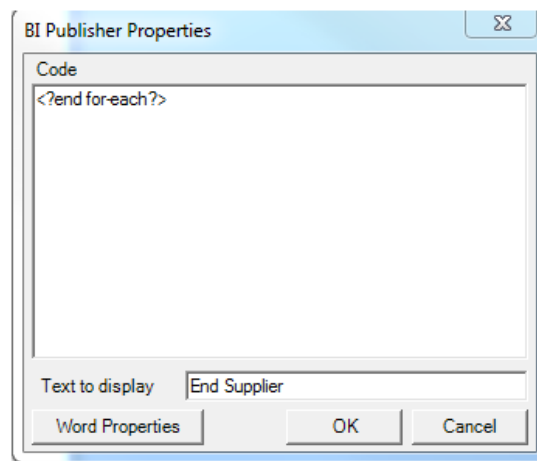 BI Publisher Properties
Code
<?end for-each?>
Text to display End Supplier
Word Properties OK Cancel